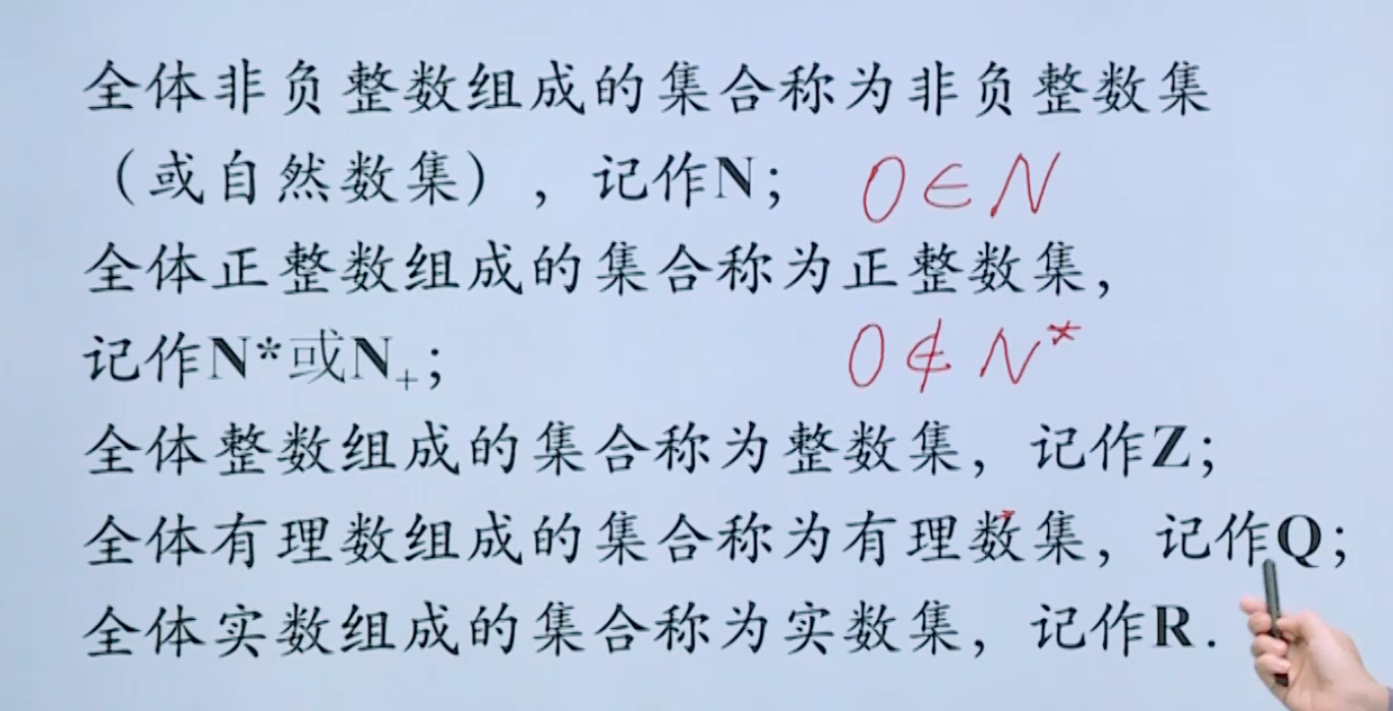 全体非负整数组成的集合称为非负整数集
（或自然数集），记作N； 0∈N
全体正整数组成的集合称为正整数集，
记作N*或N₊； 0∉N*
全体整数组成的集合称为整数集，记作Z；
全体有理数组成的集合称为有理数集，记作Q；
全体实数组成的集合称为实数集，记作R．